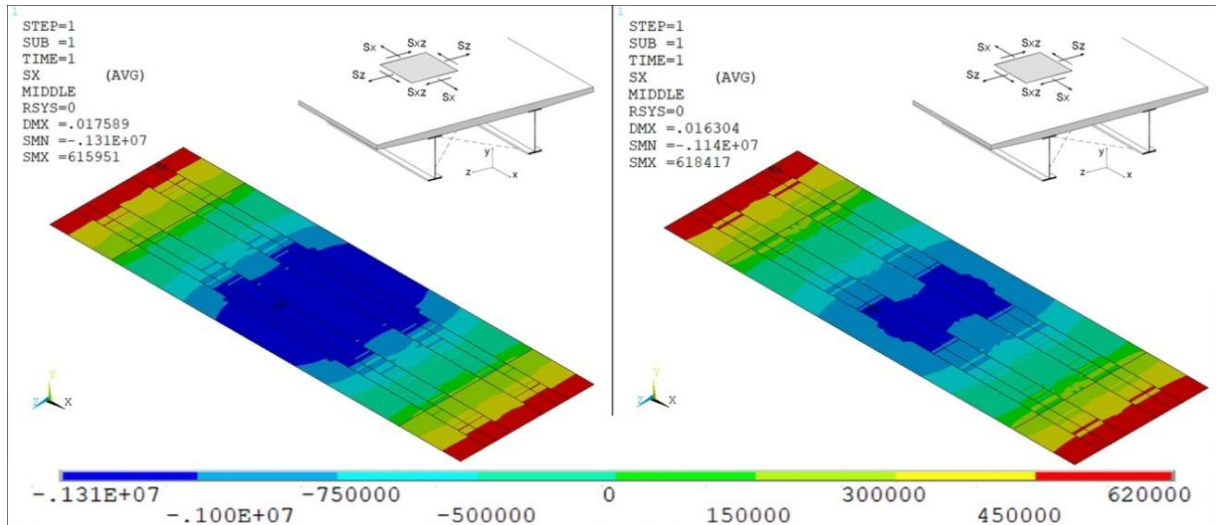 1
STEP=1
SUB =1
TIME=1
SX (AVG)
MIDDLE
RSYS=0
DMX =.017589
SMN =-.131E+07
SMX =615951
Sx Sxz Sz
Sz Sxz Sx
y
z x
MX
Y
Z X
1
STEP=1
SUB =1
TIME=1
SX (AVG)
MIDDLE
RSYS=0
DMX =.016304
SMN =-.114E+07
SMX =618417
Sx Sxz Sz
Sz Sxz Sx
y
z x
Y
Z X
-.131E+07 -750000 0 300000 620000
-.100E+07 -500000 150000 450000